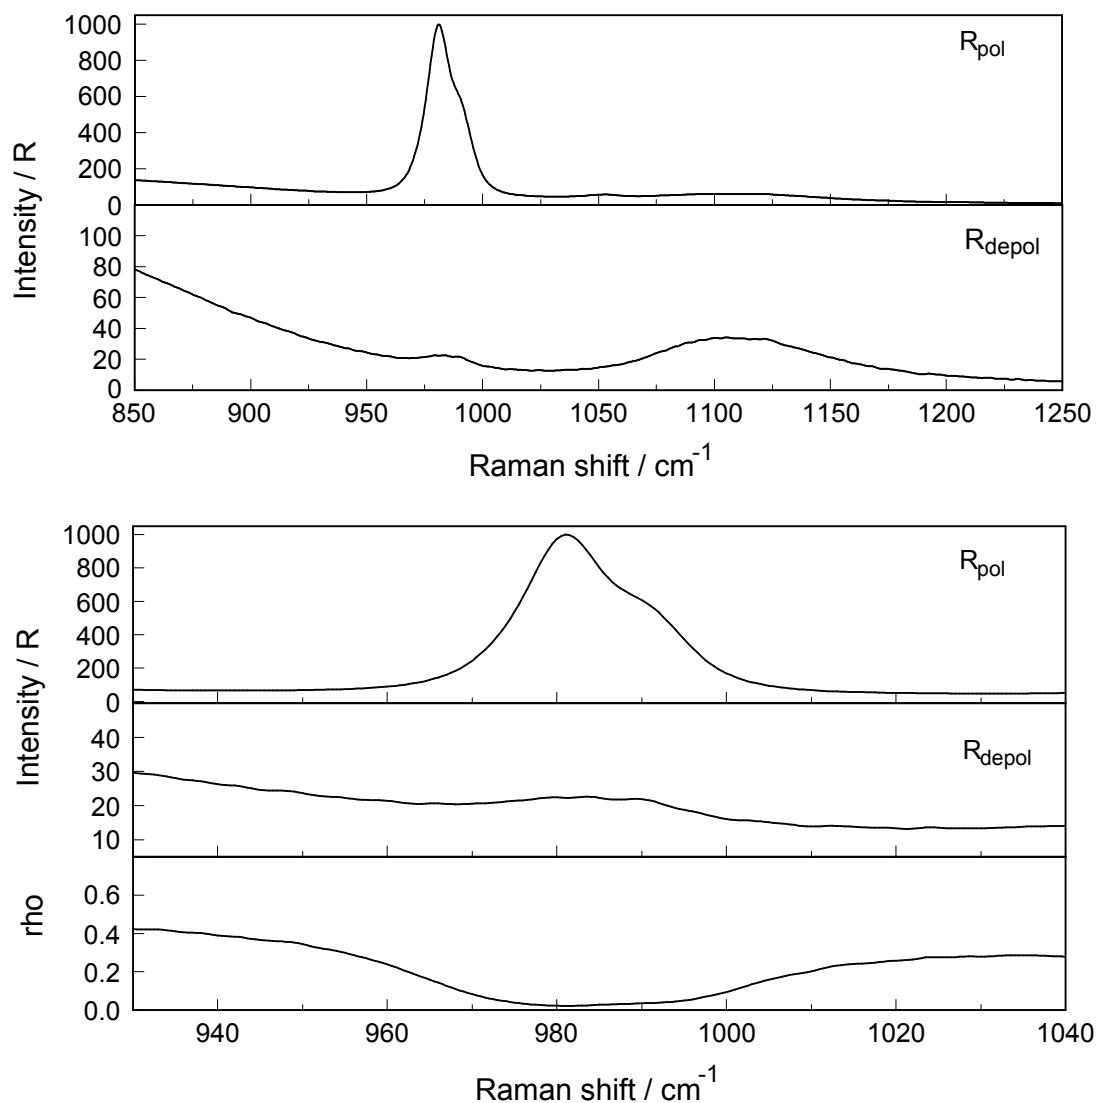 1000
800
600
400
200
0
R_pol
100
80
60
40
20
0
R_depol
Intensity / R
850 900 950 1000 1050 1100 1150 1200 1250
Raman shift / cm^-1
1000
800
600
400
200
0
R_pol
40
30
20
10
R_depol
Intensity / R
0.6
0.4
0.2
0.0
rho
940 960 980 1000 1020 1040
Raman shift / cm^-1